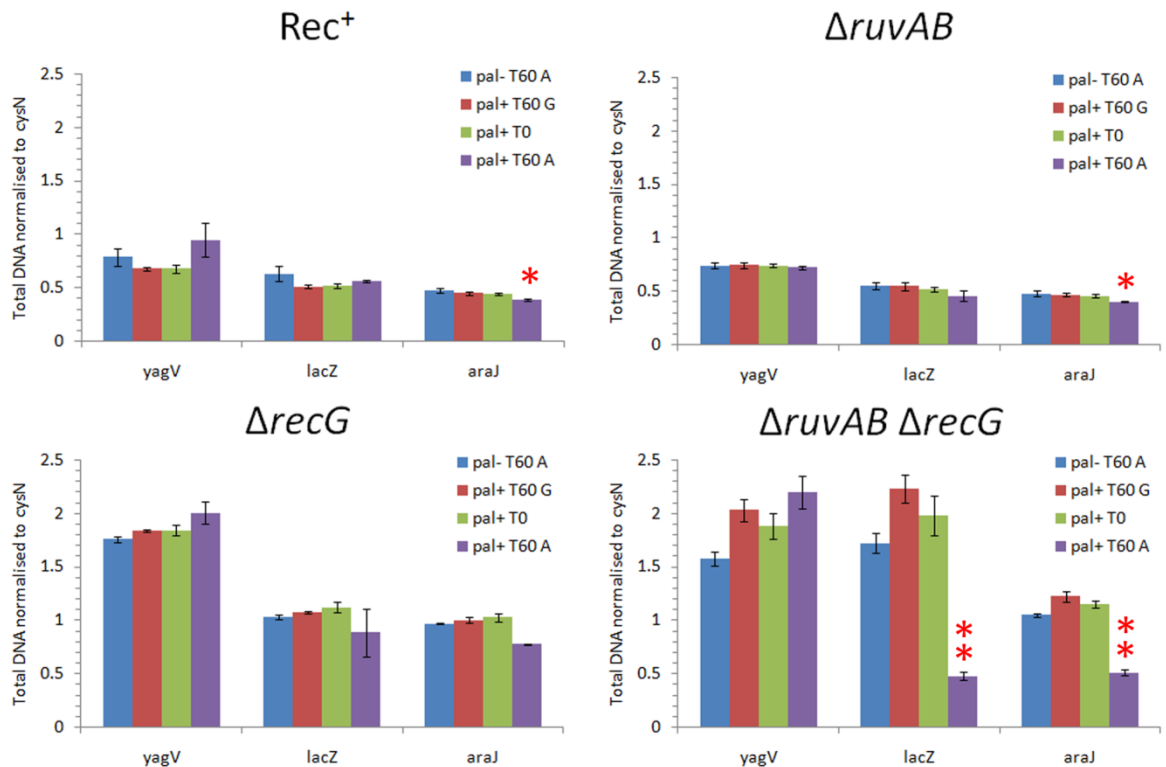 Rec⁺
Total DNA normalised to cysN
2.5
2
1.5
1
0.5
0
pal- T60 A
pal+ T60 G
pal+ T0
pal+ T60 A
*
yagV lacZ araJ
ΔruvAB
Total DNA normalised to cysN
2.5
2
1.5
1
0.5
0
pal- T60 A
pal+ T60 G
pal+ T0
pal+ T60 A
*
yagV lacZ araJ
ΔrecG
Total DNA normalised to cysN
2.5
2
1.5
1
0.5
0
pal- T60 A
pal+ T60 G
pal+ T0
pal+ T60 A
yagV lacZ araJ
ΔruvAB ΔrecG
Total DNA normalised to cysN
2.5
2
1.5
1
0.5
0
pal- T60 A
pal+ T60 G
pal+ T0
pal+ T60 A
* *
* *
yagV lacZ araJ